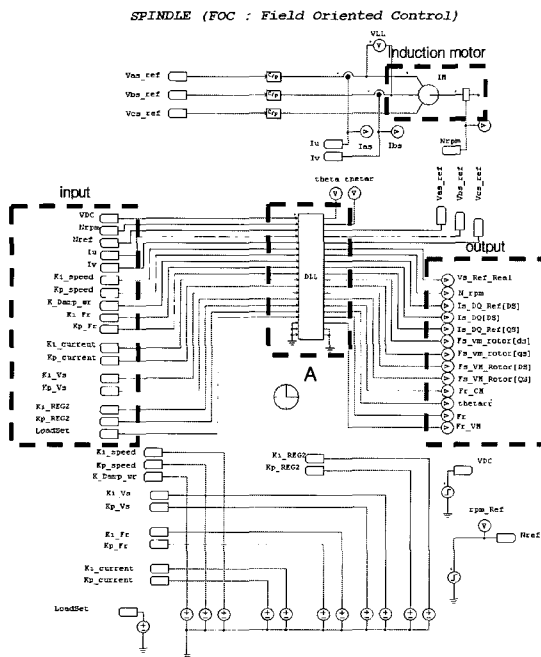 SPINDLE (FOC : Field Oriented Control)
VLL
Induction motor
IM
Vas_ref
C/p
Vbs_ref
C/p
Vcs_ref
C/p
Ias
Ibs
Iu
Iv
Nrpm
theta thetar
Vas_ref
Vbs_ref
Vcs_ref
input
VDC
Nrpm
Nref
Iu
Iv
Ki_speed
Kp_speed
K_Damp_wr
Ki_Fr
Kp_Fr
Ki_current
Kp_current
Ki_Vs
Kp_Vs
Ki_REG2
Kp_REG2
LoadSet
DLL
A
output
Vs_Ref_Real
N_rpm
Is_DQ_Ref[DS]
Is_DQ[DS]
Is_DQ_Ref[QS]
Fs_vm_rotor[ds]
Fs_vm_rotor[qs]
Fs_VM_Rotor[DS]
Fs_VM_Rotor[QS]
Fr_CM
thetarf
Fr
Fr_VM
Ki_speed
Kp_speed
K_Damp_wr
Ki_Vs
Kp_Vs
Ki_Fr
Kp_Fr
Ki_current
Kp_current
LoadSet
Ki_REG2
Kp_REG2
VDC
rpm_Ref
Nref